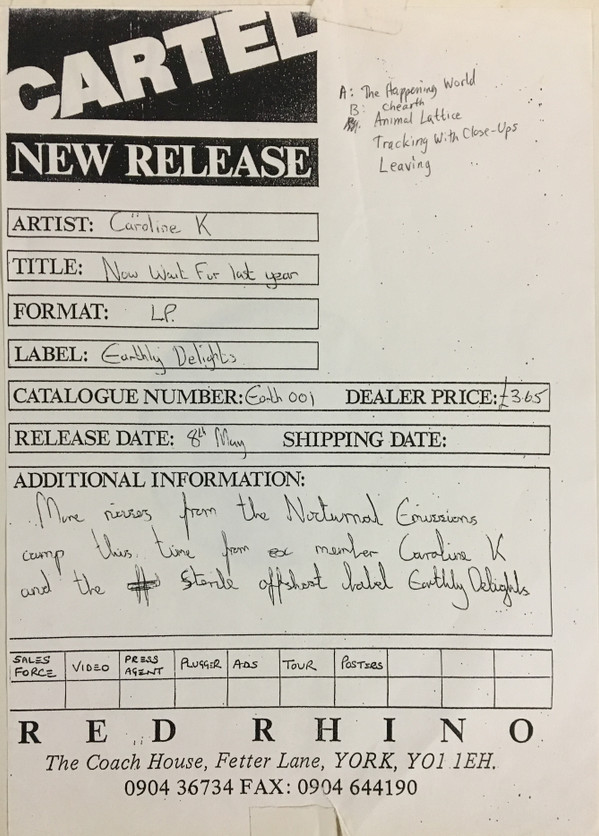 CARTEL
NEW RELEASE
A: The Happening World
B: Chearth
Animal Lattice
Tracking With Close-Ups
Leaving
ARTIST: Caroline K
TITLE: Now Wait For last year
FORMAT: LP.
LABEL: Earthly Delights
CATALOGUE NUMBER: Earth 001 DEALER PRICE: £3.65
RELEASE DATE: 8th May SHIPPING DATE:
ADDITIONAL INFORMATION:
More noises from the Nocturnal Emissions
camp this time from ex member Caroline K
and the Sterile offshoot label Earthly Delights
SALES FORCE VIDEO PRESS AGENT PLUGGER ADS TOUR POSTERS
RED RHINO
The Coach House, Fetter Lane, YORK, YO1 1EH.
0904 36734 FAX: 0904 644190